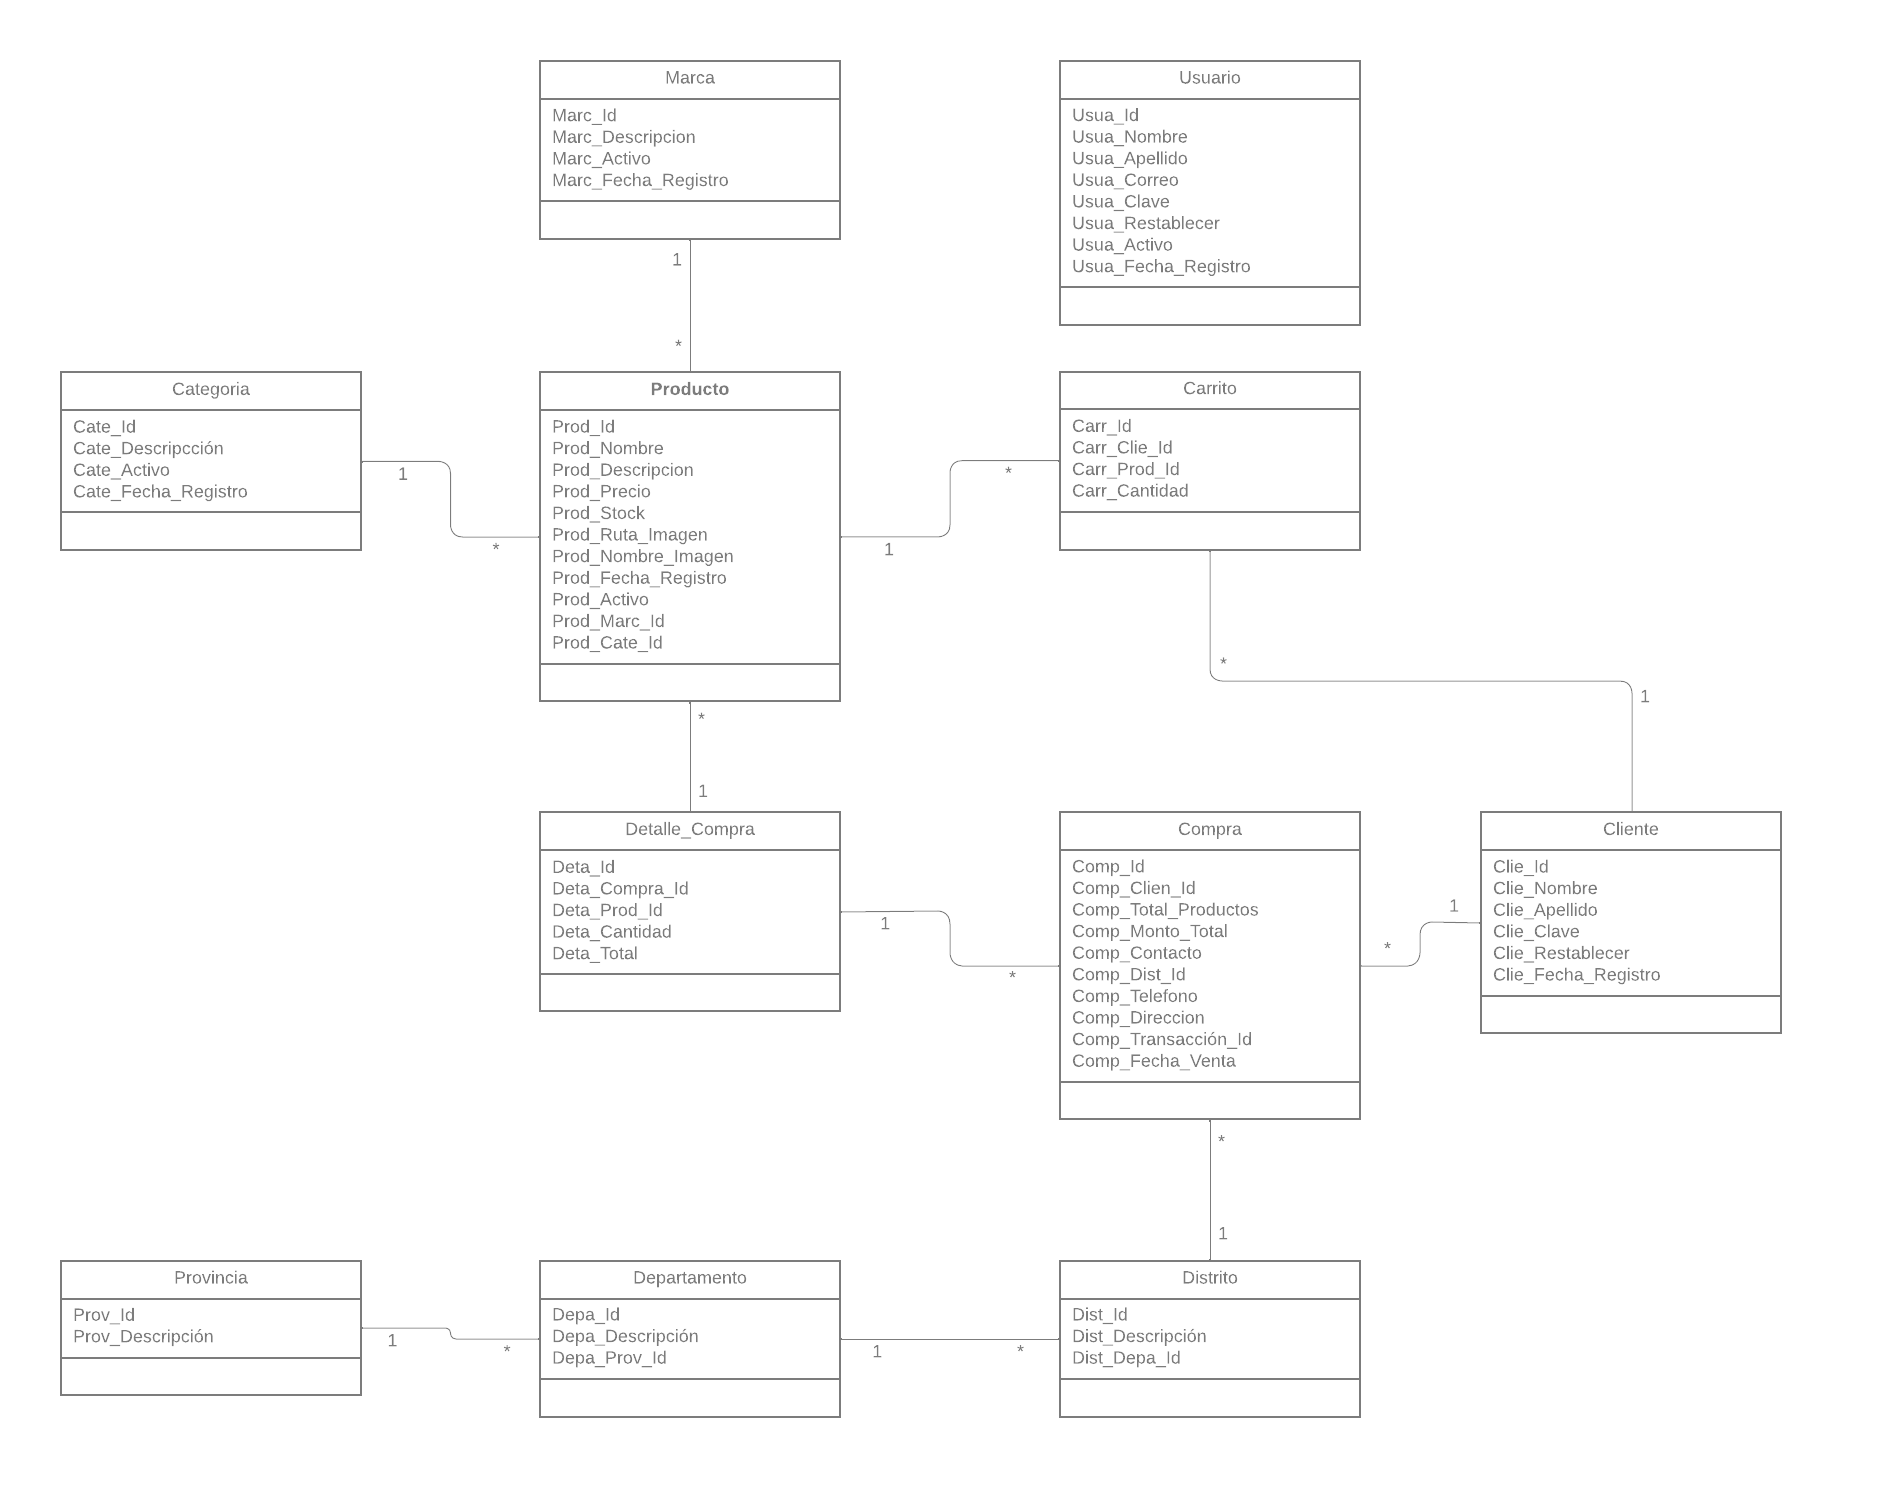 Marca
Marc_Id
Marc_Descripcion
Marc_Activo
Marc_Fecha_Registro
1
*
Usuario
Usua_Id
Usua_Nombre
Usua_Apellido
Usua_Correo
Usua_Clave
Usua_Restablecer
Usua_Activo
Usua_Fecha_Registro
Categoria
Cate_Id
Cate_Descripcción
Cate_Activo
Cate_Fecha_Registro
1
*
Producto
Prod_Id
Prod_Nombre
Prod_Descripcion
Prod_Precio
Prod_Stock
Prod_Ruta_Imagen
Prod_Nombre_Imagen
Prod_Fecha_Registro
Prod_Activo
Prod_Marc_Id
Prod_Cate_Id
1
*
Carrito
Carr_Id
Carr_Clie_Id
Carr_Prod_Id
Carr_Cantidad
*
1
*
1
Detalle_Compra
Deta_Id
Deta_Compra_Id
Deta_Prod_Id
Deta_Cantidad
Deta_Total
1
*
Compra
Comp_Id
Comp_Clien_Id
Comp_Total_Productos
Comp_Monto_Total
Comp_Contacto
Comp_Dist_Id
Comp_Telefono
Comp_Direccion
Comp_Transacción_Id
Comp_Fecha_Venta
*
1
Cliente
Clie_Id
Clie_Nombre
Clie_Apellido
Clie_Clave
Clie_Restablecer
Clie_Fecha_Registro
*
1
Provincia
Prov_Id
Prov_Descripción
1
*
Departamento
Depa_Id
Depa_Descripción
Depa_Prov_Id
1
*
Distrito
Dist_Id
Dist_Descripción
Dist_Depa_Id